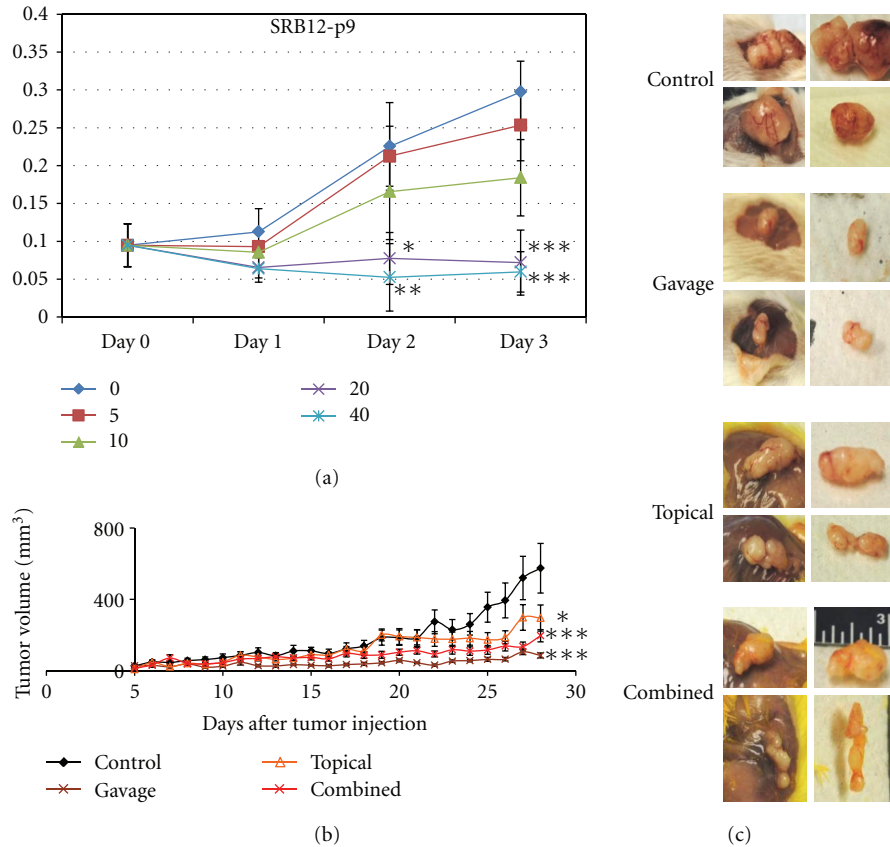 SRB12-p9
0.4
0.35
0.3
0.25
0.2
0.15
0.1
0.05
0
*
**
***
***
Day 0 Day 1 Day 2 Day 3
0 20
5 40
10
(a)
Tumor volume (mm³)
800
400
0
*
***
***
0 5 10 15 20 25 30
Days after tumor injection
Control Topical
Gavage Combined
(b)
Control
Gavage
Topical
Combined
3
(c)